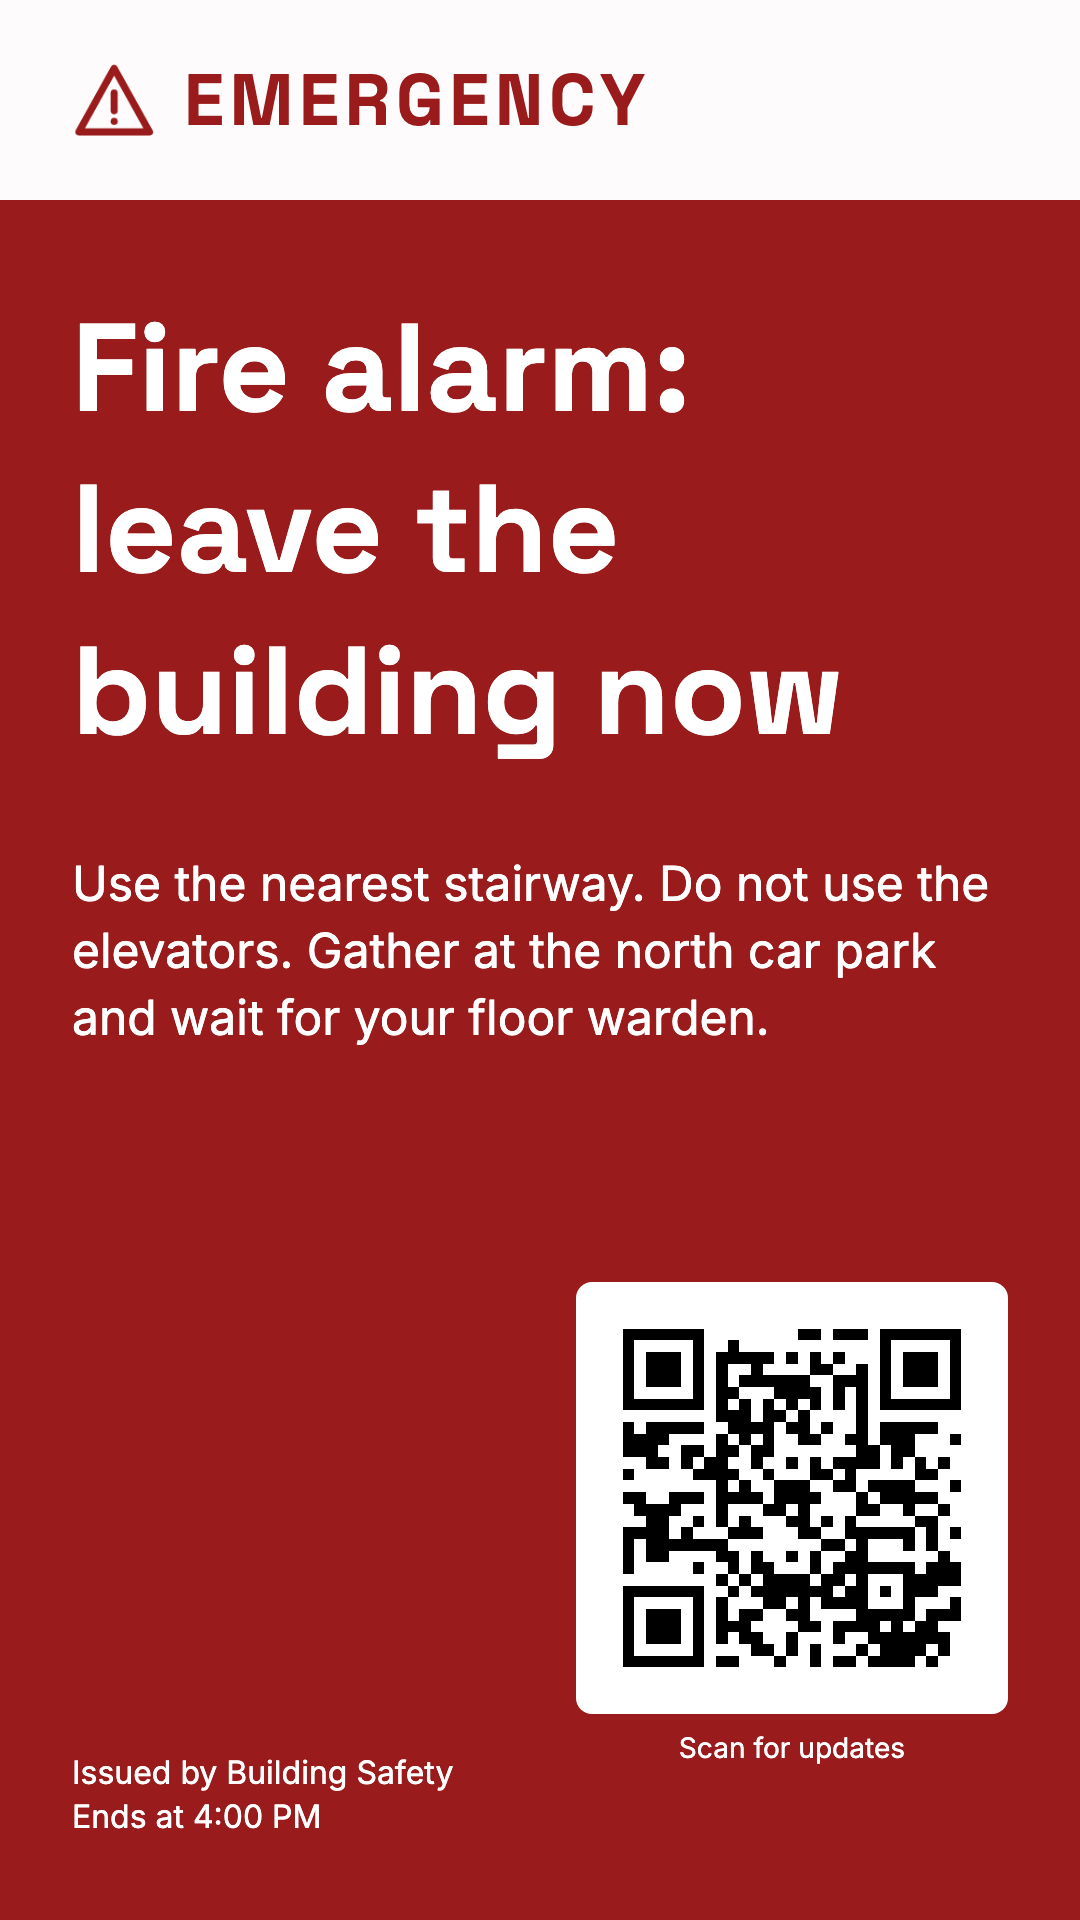 EMERGENCY
Fire alarm:
leave the
building now
Use the nearest stairway. Do not use the
elevators. Gather at the north car park
and wait for your floor warden.
Scan for updates
Issued by Building Safety
Ends at 4:00 PM